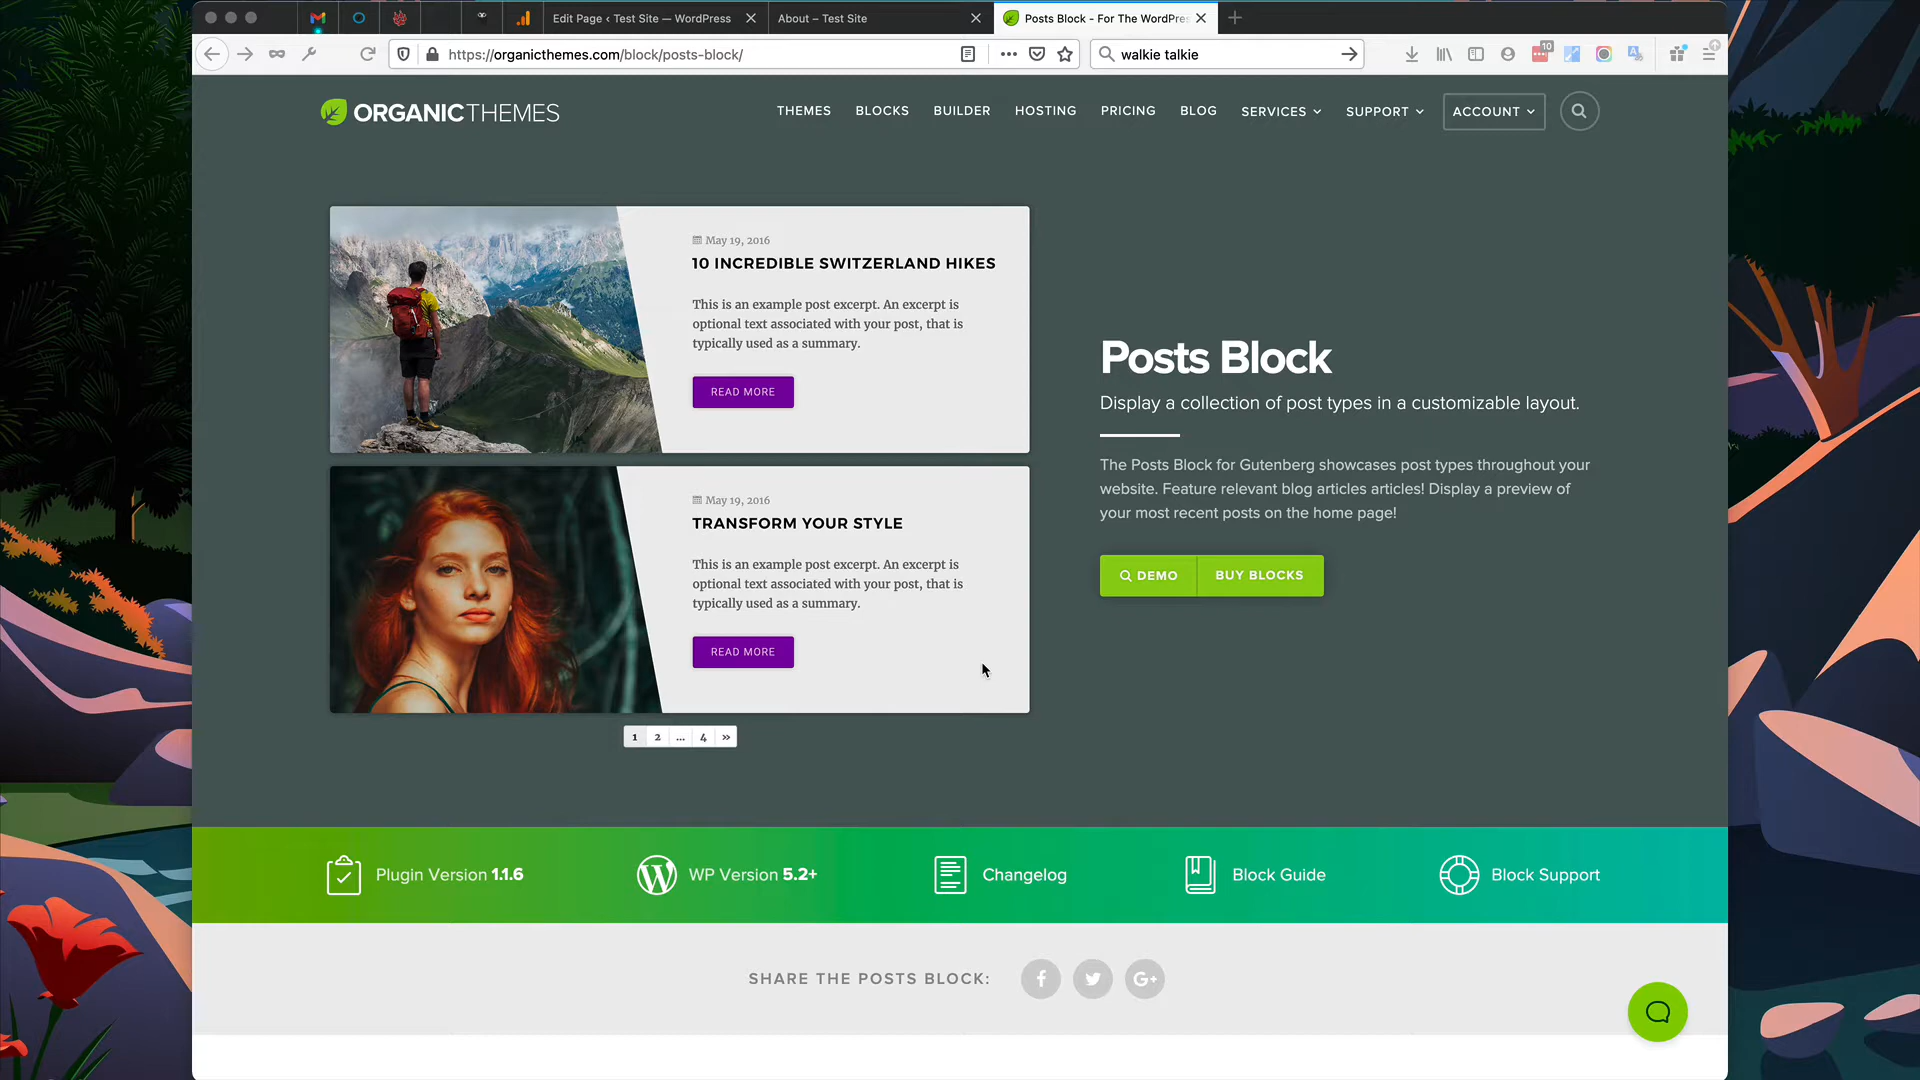 Edit Page ‹ Test Site — WordPress
About – Test Site
Posts Block - For The WordPres
https://organicthemes.com/block/posts-block/
walkie talkie
10
ORGANICTHEMES
THEMES
BLOCKS
BUILDER
HOSTING
PRICING
BLOG
SERVICES
SUPPORT
ACCOUNT
May 19, 2016
10 INCREDIBLE SWITZERLAND HIKES
This is an example post excerpt. An excerpt is
optional text associated with your post, that is
typically used as a summary.
READ MORE
May 19, 2016
TRANSFORM YOUR STYLE
This is an example post excerpt. An excerpt is
optional text associated with your post, that is
typically used as a summary.
READ MORE
1 2 ... 4 »
Posts Block
Display a collection of post types in a customizable layout.
The Posts Block for Gutenberg showcases post types throughout your
website. Feature relevant blog articles articles! Display a preview of
your most recent posts on the home page!
DEMO
BUY BLOCKS
Plugin Version 1.1.6
WP Version 5.2+
Changelog
Block Guide
Block Support
SHARE THE POSTS BLOCK: